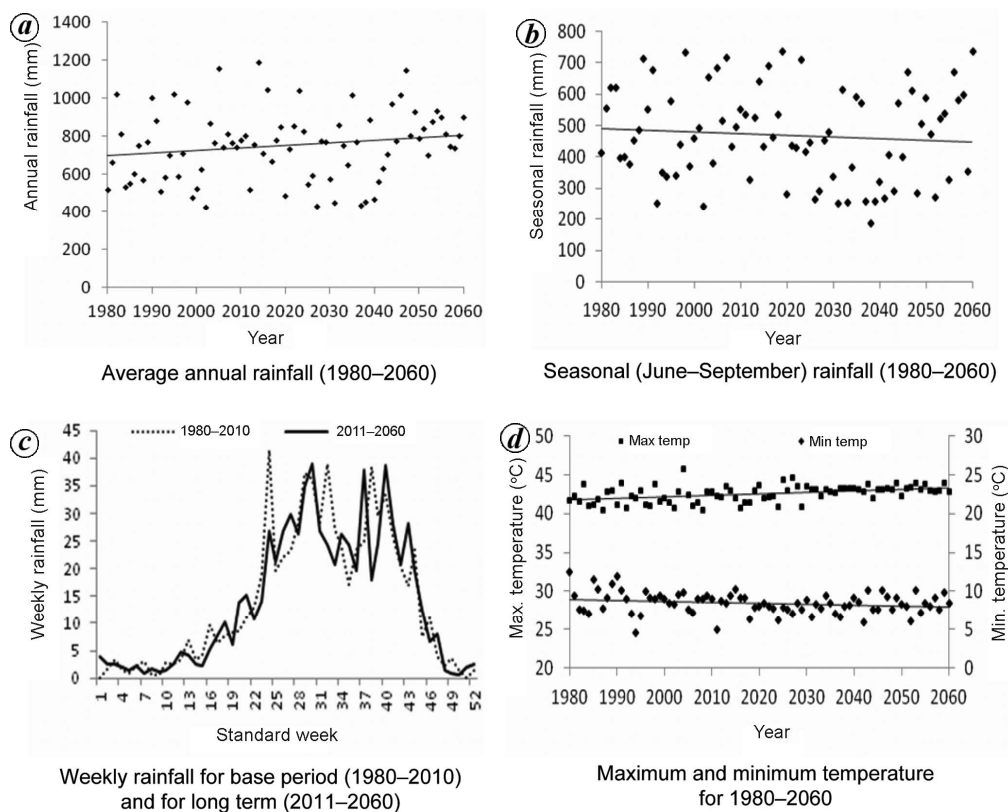 a
Annual rainfall (mm)
1400
1200
1000
800
600
400
200
0
1980 1990 2000 2010 2020 2030 2040 2050 2060
Year
Average annual rainfall (1980–2060)
b
Seasonal rainfall (mm)
800
700
600
500
400
300
200
100
0
1980 1990 2000 2010 2020 2030 2040 2050 2060
Year
Seasonal (June–September) rainfall (1980–2060)
c
1980–2010 2011–2060
Weekly rainfall (mm)
45
40
35
30
25
20
15
10
5
0
1 4 7 10 13 16 19 22 25 28 31 34 37 40 43 46 49 52
Standard week
Weekly rainfall for base period (1980–2010)
and for long term (2011–2060)
d
Max temp Min temp
Max. temperature (°C)
50
45
40
35
30
25
20
30
25
20
15
10
5
0
Min. temperature (°C)
1980 1990 2000 2010 2020 2030 2040 2050 2060
Year
Maximum and minimum temperature
for 1980–2060